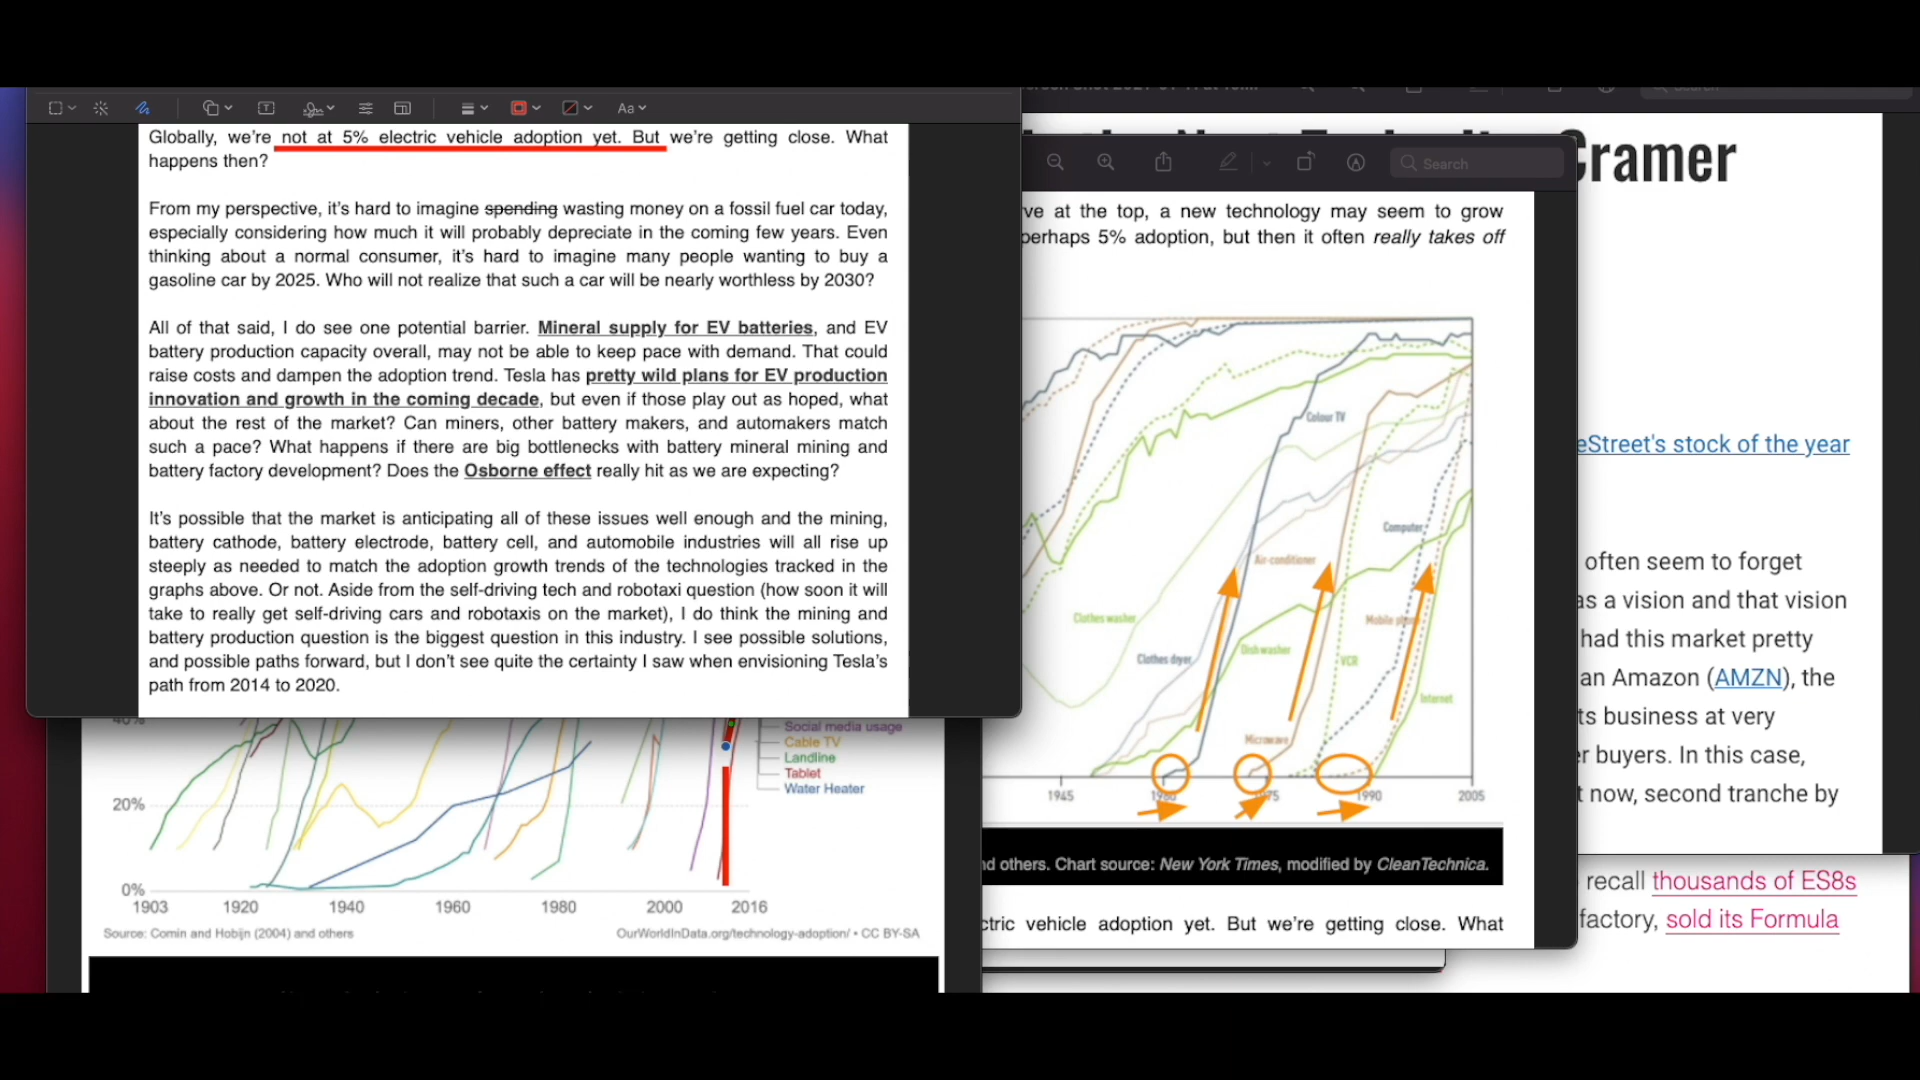 Aa
Globally, we're not at 5% electric vehicle adoption yet. But we're getting close. What
happens then?
From my perspective, it's hard to imagine spending wasting money on a fossil fuel car today,
especially considering how much it will probably depreciate in the coming few years. Even
thinking about a normal consumer, it's hard to imagine many people wanting to buy a
gasoline car by 2025. Who will not realize that such a car will be nearly worthless by 2030?
All of that said, I do see one potential barrier. Mineral supply for EV batteries, and EV
battery production capacity overall, may not be able to keep pace with demand. That could
raise costs and dampen the adoption trend. Tesla has pretty wild plans for EV production
innovation and growth in the coming decade, but even if those play out as hoped, what
about the rest of the market? Can miners, other battery makers, and automakers match
such a pace? What happens if there are big bottlenecks with battery mineral mining and
battery factory development? Does the Osborne effect really hit as we are expecting?
It's possible that the market is anticipating all of these issues well enough and the mining,
battery cathode, battery electrode, battery cell, and automobile industries will all rise up
steeply as needed to match the adoption growth trends of the technologies tracked in the
graphs above. Or not. Aside from the self-driving tech and robotaxi question (how soon it will
take to really get self-driving cars and robotaxis on the market), I do think the mining and
battery production question is the biggest question in this industry. I see possible solutions,
and possible paths forward, but I don't see quite the certainty I saw when envisioning Tesla's
path from 2014 to 2020.
40%
20%
0%
1903 1920 1940 1960 1980 2000 2016
Social media usage
Cable TV
Landline
Tablet
Water Heater
Source: Comin and Hobijn (2004) and others
OurWorldInData.org/technology-adoption/ • CC BY-SA
Search
ve at the top, a new technology may seem to grow
perhaps 5% adoption, but then it often really takes off
Colour TV
Computer
Air-conditioner
Clothes washer
Mobile
Dishwasher
Clothes dryer
VCR
Internet
Microwave
1945 1990 2005
nd others. Chart source: New York Times, modified by CleanTechnica.
ctric vehicle adoption yet. But we're getting close. What
Cramer
eStreet's stock of the year
often seem to forget
as a vision and that vision
had this market pretty
an Amazon (AMZN), the
ts business at very
er buyers. In this case,
t now, second tranche by
recall thousands of ES8s
factory, sold its Formula